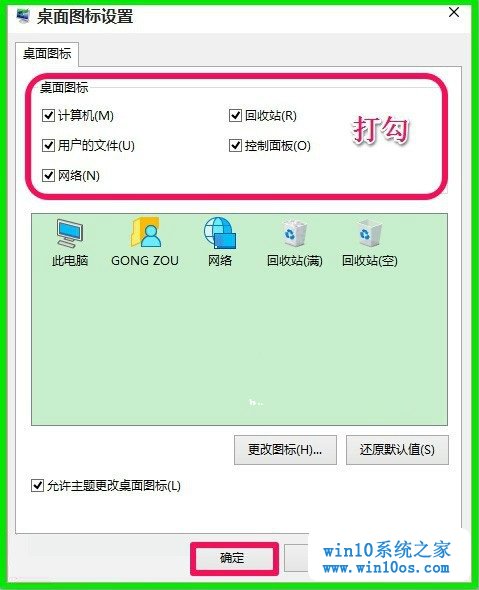 桌面图标设置
桌面图标
桌面图标
计算机(M)
回收站(R)
用户的文件(U)
控制面板(O)
网络(N)
打勾
此电脑
GONG ZOU
网络
回收站(满)
回收站(空)
更改图标(H)...
还原默认值(S)
允许主题更改桌面图标(L)
确定
win10系统之家
www.win10os.com